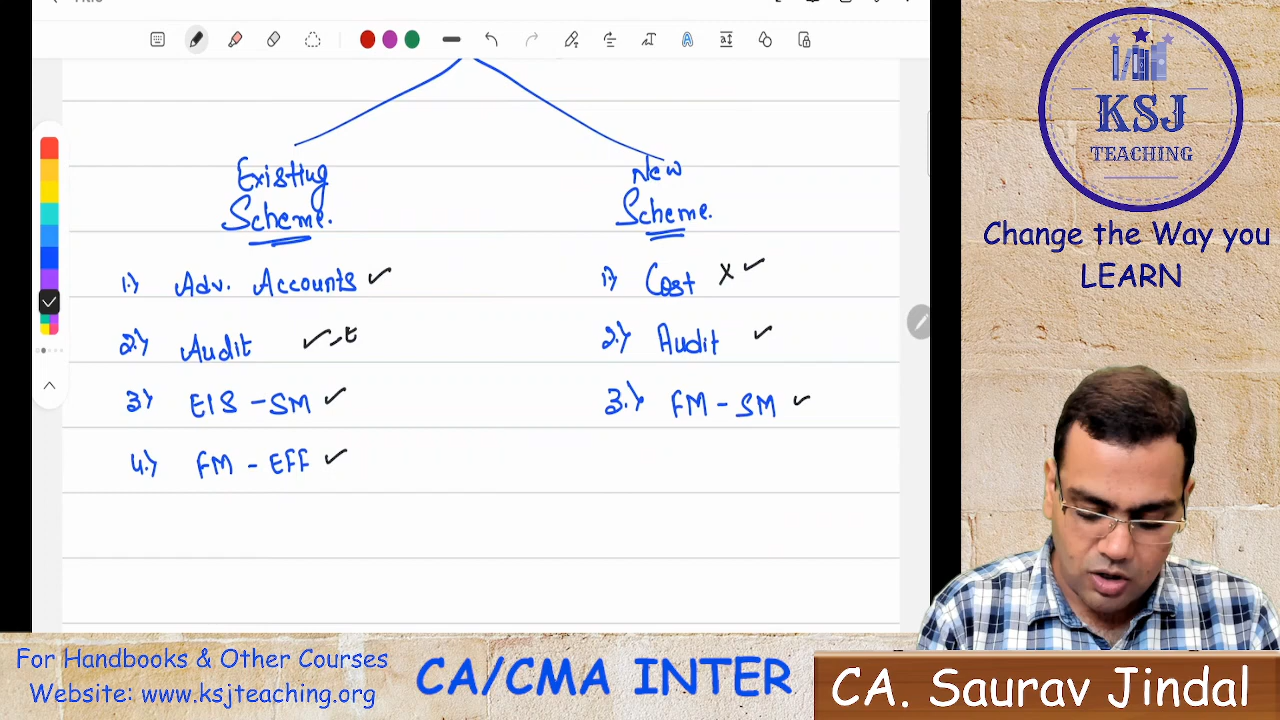 Existing
Scheme.
1.) Adv. Accounts
2.) Audit
3) EIS - SM
4.) FM - EFF
New
Scheme.
1) Cost
2.) Audit
3.) FM - SM
KSJ
TEACHING
Change the Way you
LEARN
For Handbooks & Other Courses
Website: www.ksjteaching.org
CA/CMA INTER
CA. Saurav Jindal